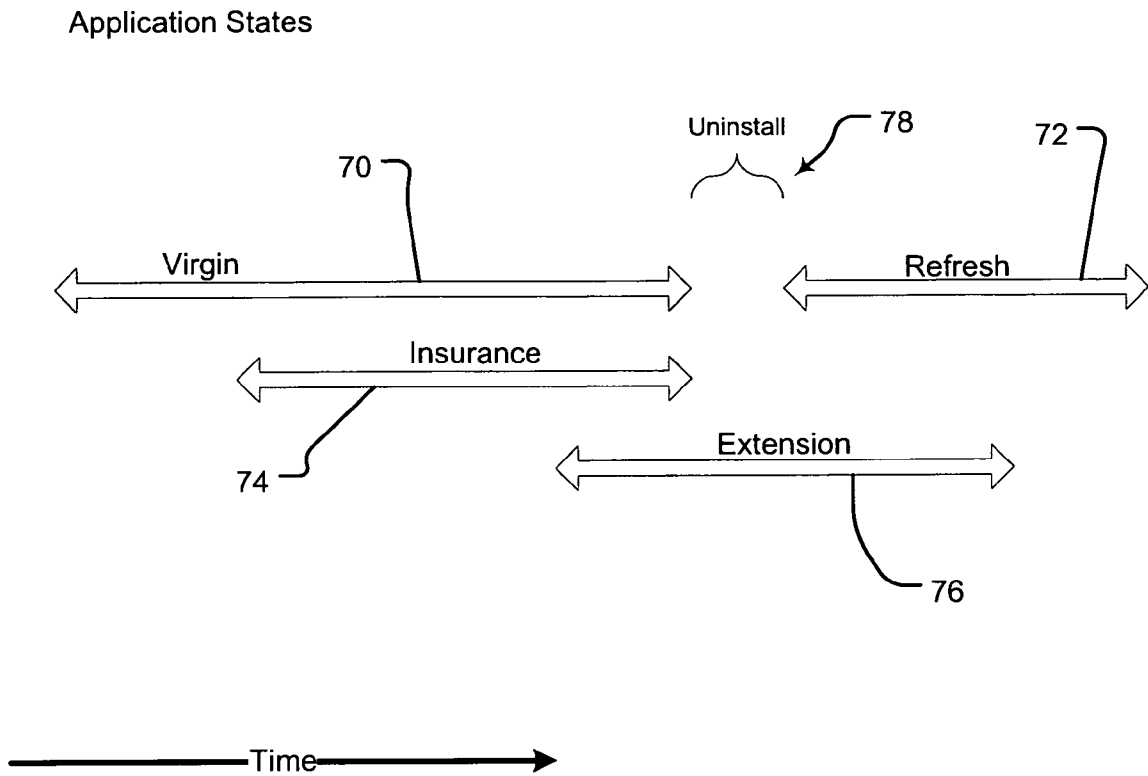 Application States
Uninstall
78
72
70
Virgin
Refresh
Insurance
74
Extension
76
Time